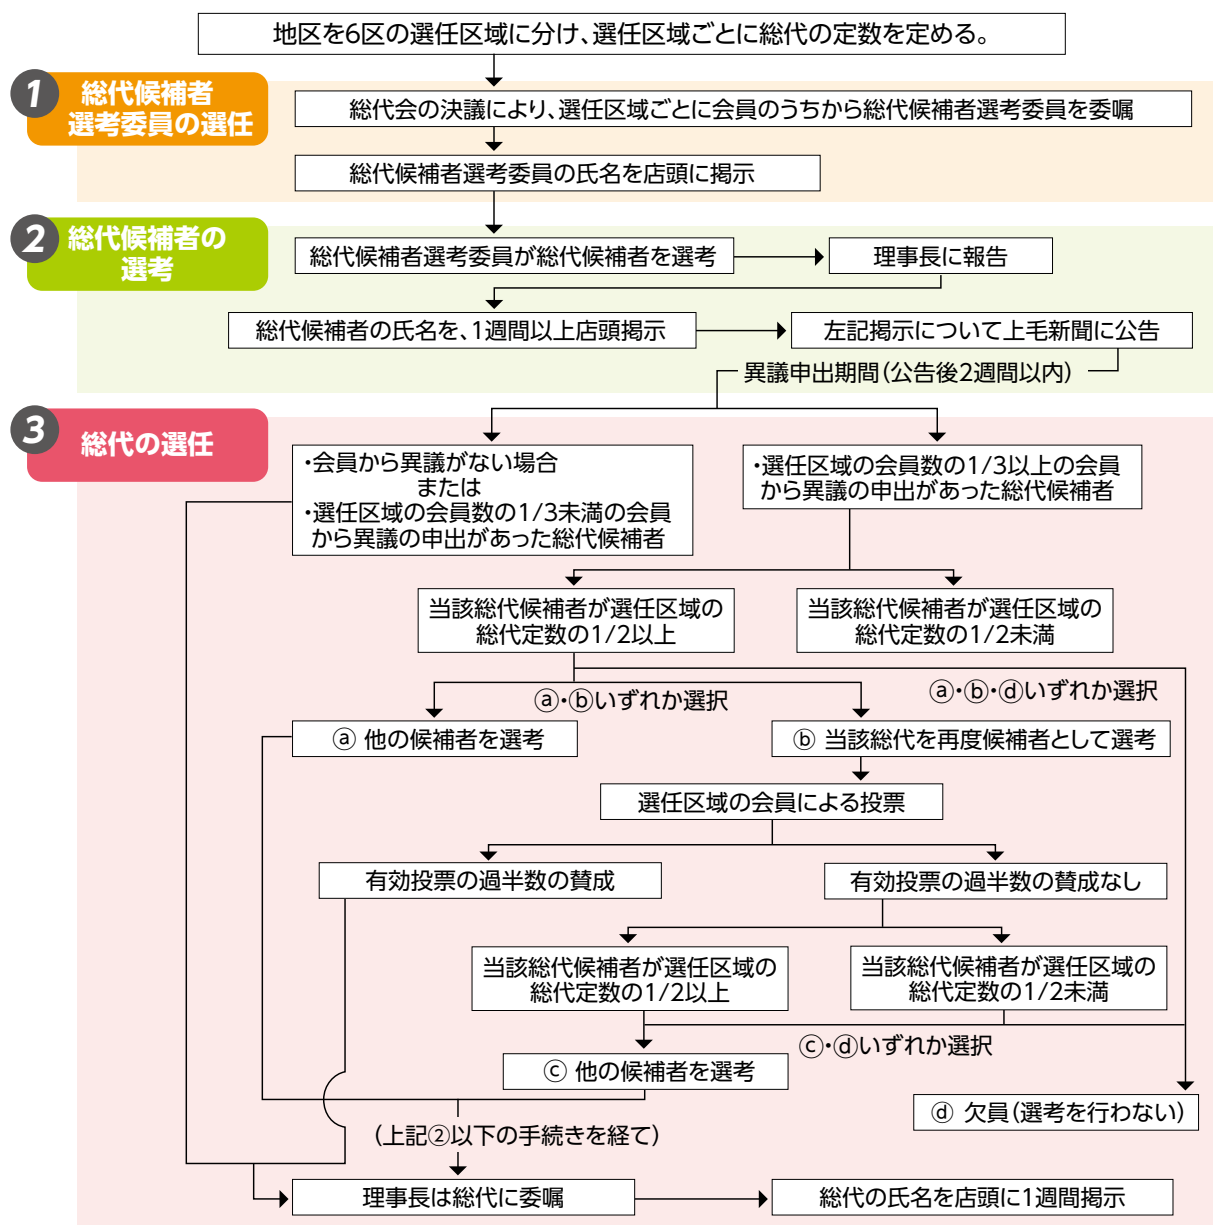 地区を6区の選任区域に分け、選任区域ごとに総代の定数を定める。
1 総代候補者
選考委員の選任
総代会の決議により、選任区域ごとに会員のうちから総代候補者選考委員を委嘱
総代候補者選考委員の氏名を店頭に掲示
2 総代候補者の
選考
総代候補者選考委員が総代候補者を選考
理事長に報告
総代候補者の氏名を、1週間以上店頭掲示
左記掲示について上毛新聞に公告
異議申出期間(公告後2週間以内)
3 総代の選任
・会員から異議がない場合
または
・選任区域の会員数の1/3未満の会員
から異議の申出があった総代候補者
・選任区域の会員数の1/3以上の会員
から異議の申出があった総代候補者
当該総代候補者が選任区域の
総代定数の1/2以上
当該総代候補者が選任区域の
総代定数の1/2未満
ⓐ・ⓑいずれか選択
ⓐ・ⓑ・ⓓいずれか選択
ⓐ 他の候補者を選考
ⓑ 当該総代を再度候補者として選考
選任区域の会員による投票
有効投票の過半数の賛成
有効投票の過半数の賛成なし
当該総代候補者が選任区域の
総代定数の1/2以上
当該総代候補者が選任区域の
総代定数の1/2未満
ⓒ・ⓓいずれか選択
ⓒ 他の候補者を選考
ⓓ 欠員(選考を行わない)
(上記②以下の手続きを経て)
理事長は総代に委嘱
総代の氏名を店頭に1週間掲示